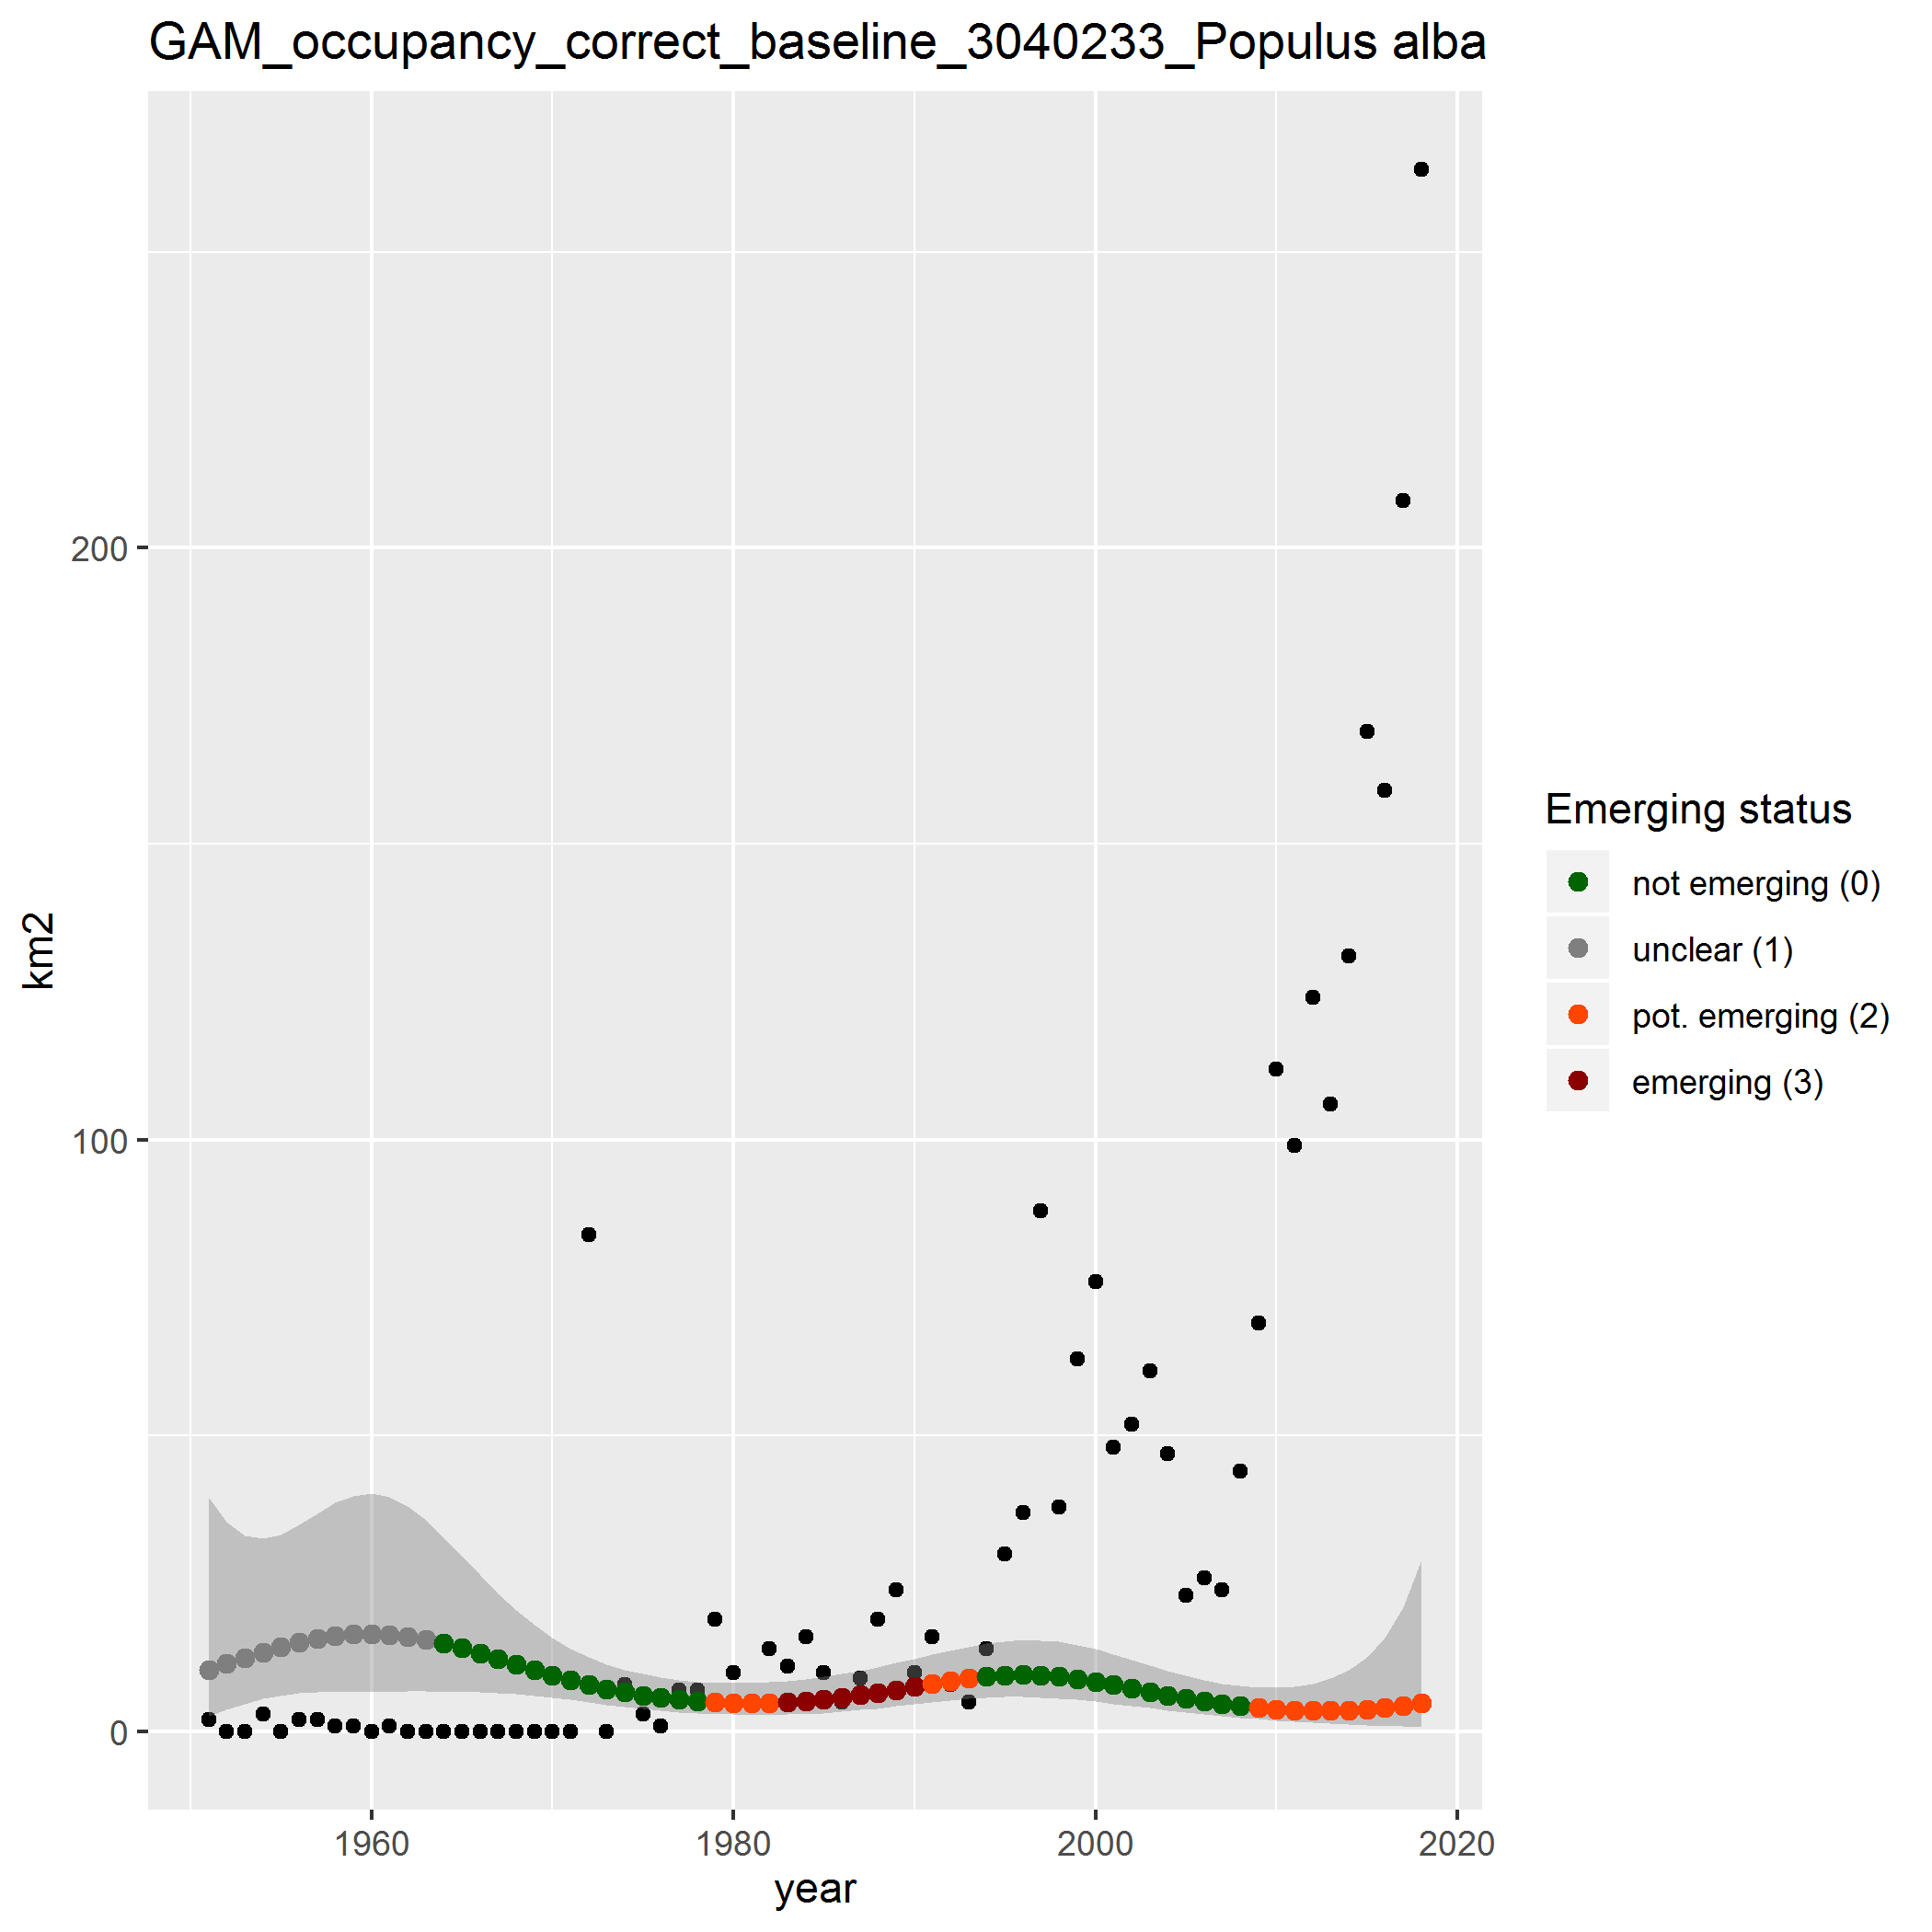 GAM_occupancy_correct_baseline_3040233_Populus alba
200
100
0
km2
1960 1980 2000 2020
year
Emerging status
not emerging (0)
unclear (1)
pot. emerging (2)
emerging (3)